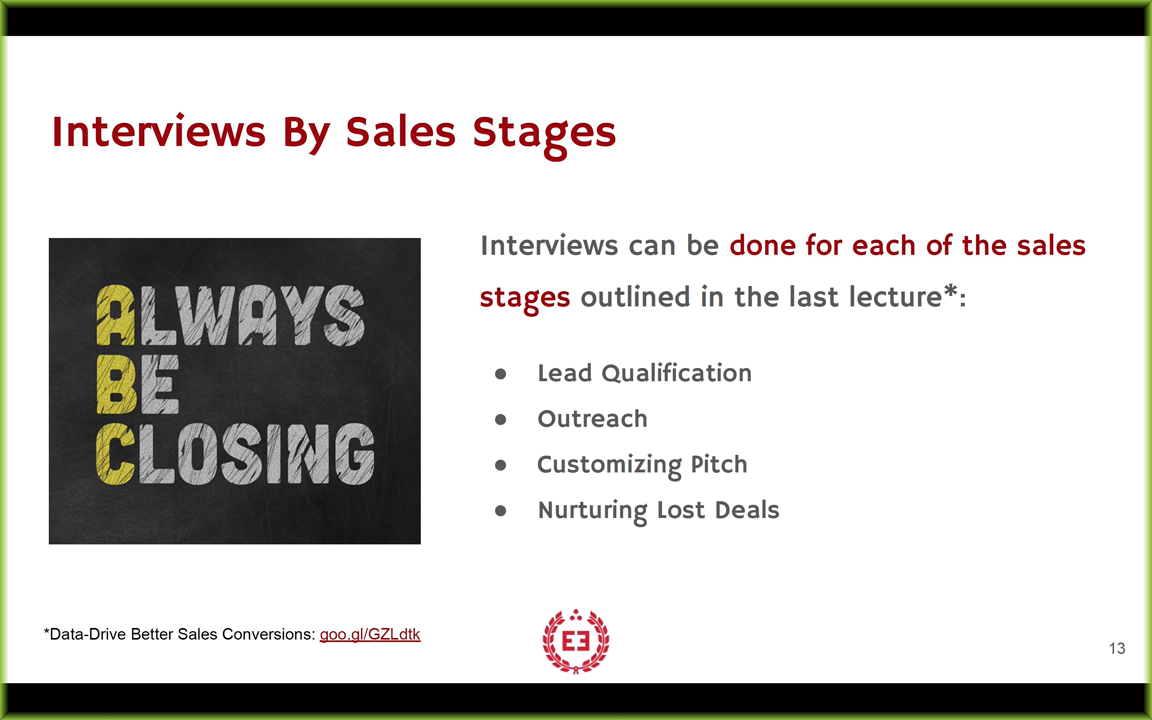 Interviews By Sales Stages
ALWAYS
BE
CLOSING
Interviews can be done for each of the sales
stages outlined in the last lecture*:
● Lead Qualification
● Outreach
● Customizing Pitch
● Nurturing Lost Deals
*Data-Drive Better Sales Conversions: goo.gl/GZLdtk
EE
13